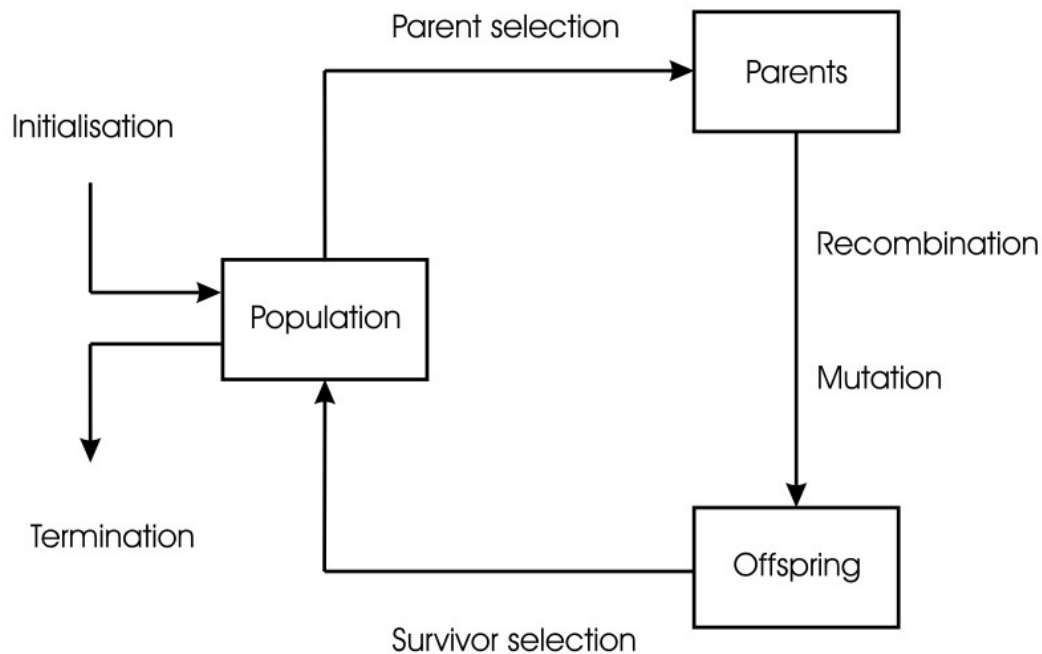 Parent selection
Parents
Initialisation
Recombination
Population
Mutation
Termination
Offspring
Survivor selection